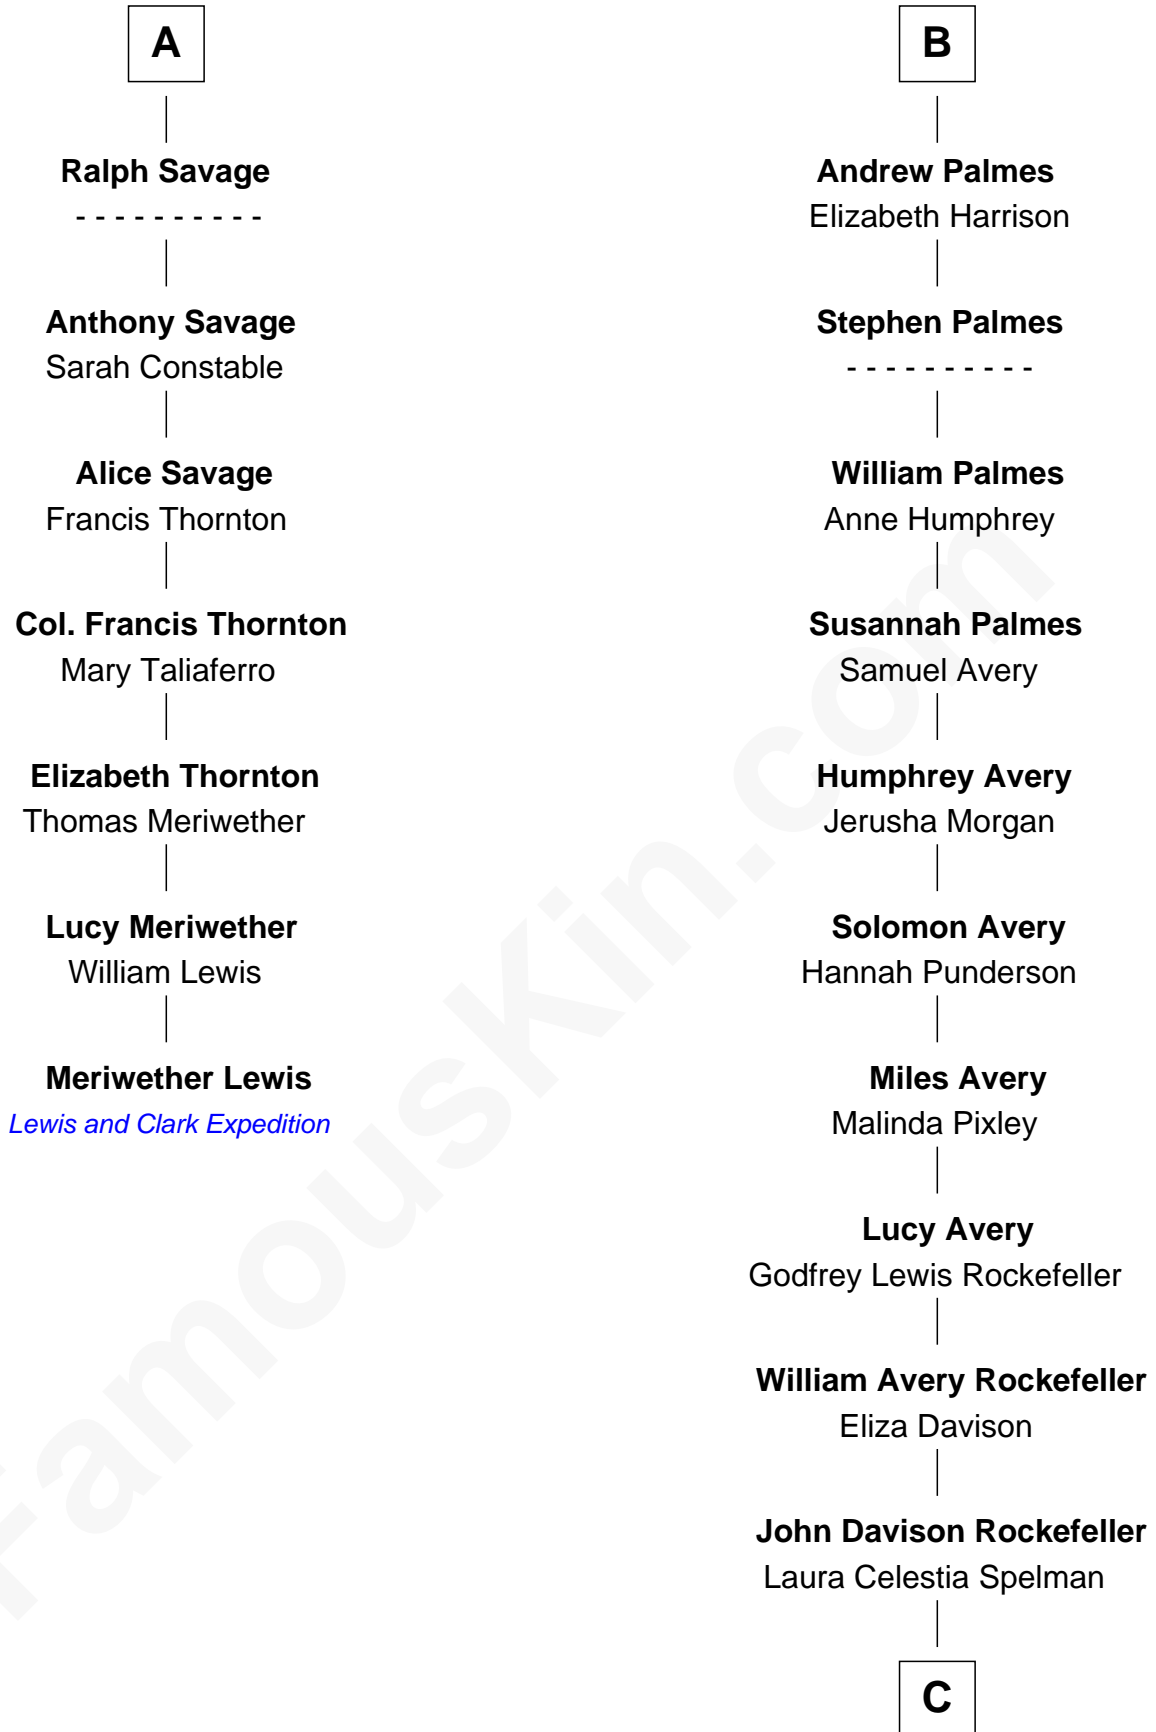 A
Ralph Savage
- - - - - - - - - -
Anthony Savage
Sarah Constable
Alice Savage
Francis Thornton
Col. Francis Thornton
Mary Taliaferro
Elizabeth Thornton
Thomas Meriwether
Lucy Meriwether
William Lewis
Meriwether Lewis
Lewis and Clark Expedition
B
Andrew Palmes
Elizabeth Harrison
Stephen Palmes
- - - - - - - - - -
William Palmes
Anne Humphrey
Susannah Palmes
Samuel Avery
Humphrey Avery
Jerusha Morgan
Solomon Avery
Hannah Punderson
Miles Avery
Malinda Pixley
Lucy Avery
Godfrey Lewis Rockefeller
William Avery Rockefeller
Eliza Davison
John Davison Rockefeller
Laura Celestia Spelman
C
FamousKin.com